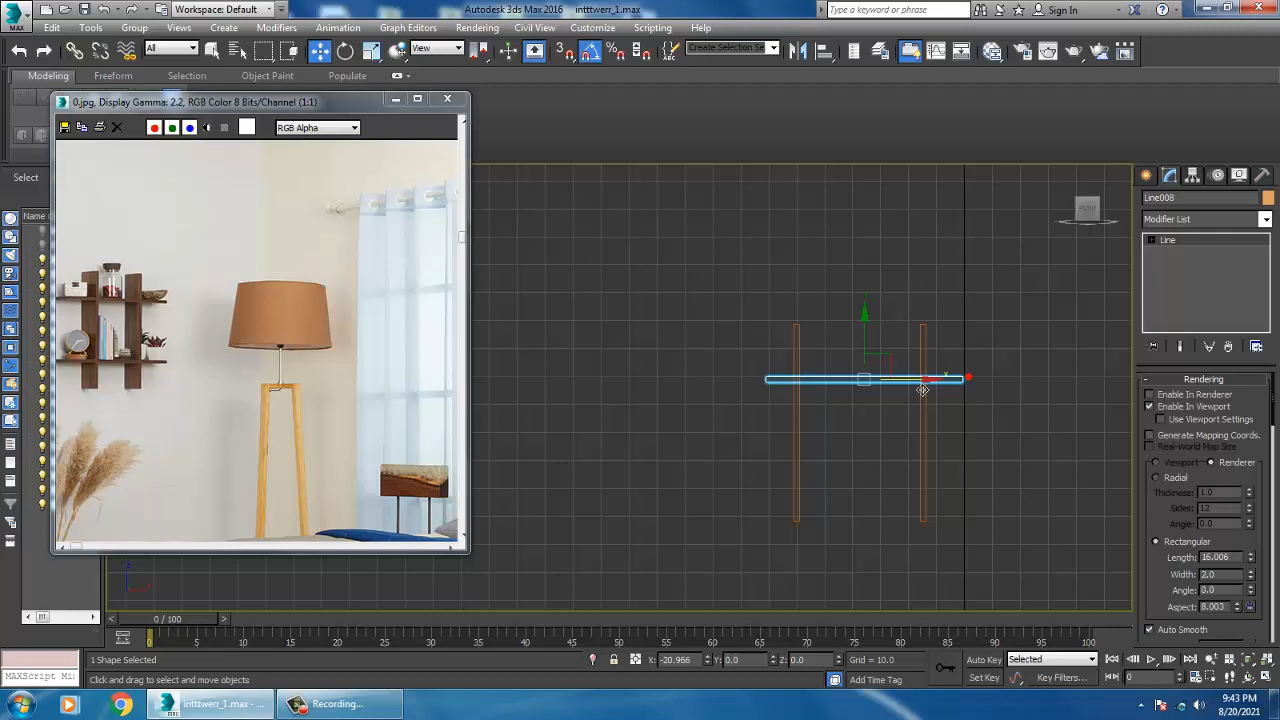 Workspace: Default
Autodesk 3ds Max 2016 intttwerr_1.max
Type a keyword or phrase
Sign In
MAX
Edit Tools Group Views Create Modifiers Animation Graph Editors Rendering Civil View Customize Scripting Help
All
View
Create Selection Se
Modeling Freeform Selection Object Paint Populate
0.jpg, Display Gamma: 2.2, RGB Color 8 Bits/Channel (1:1)
RGB Alpha
Select
Name
FRONT
Line008
Modifier List
Line
Rendering
Enable In Renderer
Enable In Viewport
Use Viewport Settings
Generate Mapping Coords.
Real-World Map Size
Viewport Renderer
Radial
Thickness: 1.0
Sides: 12
Angle: 0.0
Rectangular
Length: 16.006
Width: 2.0
Angle: 0.0
Aspect: 8.003
Auto Smooth
x
z
0 / 100
0 5 10 15 20 25 30 35 40 45 50 55 60 65 70 75 80 85 90 95 100
1 Shape Selected
X: -20.966 Y: 0.0 Z: 0.0
Grid = 10.0
Auto Key Selected
MAXScript Mi
Click and drag to select and move objects
Add Time Tag
Set Key Key Filters...
0
intttwerr_1.max - ...
Recording...
9:43 PM
8/20/2021